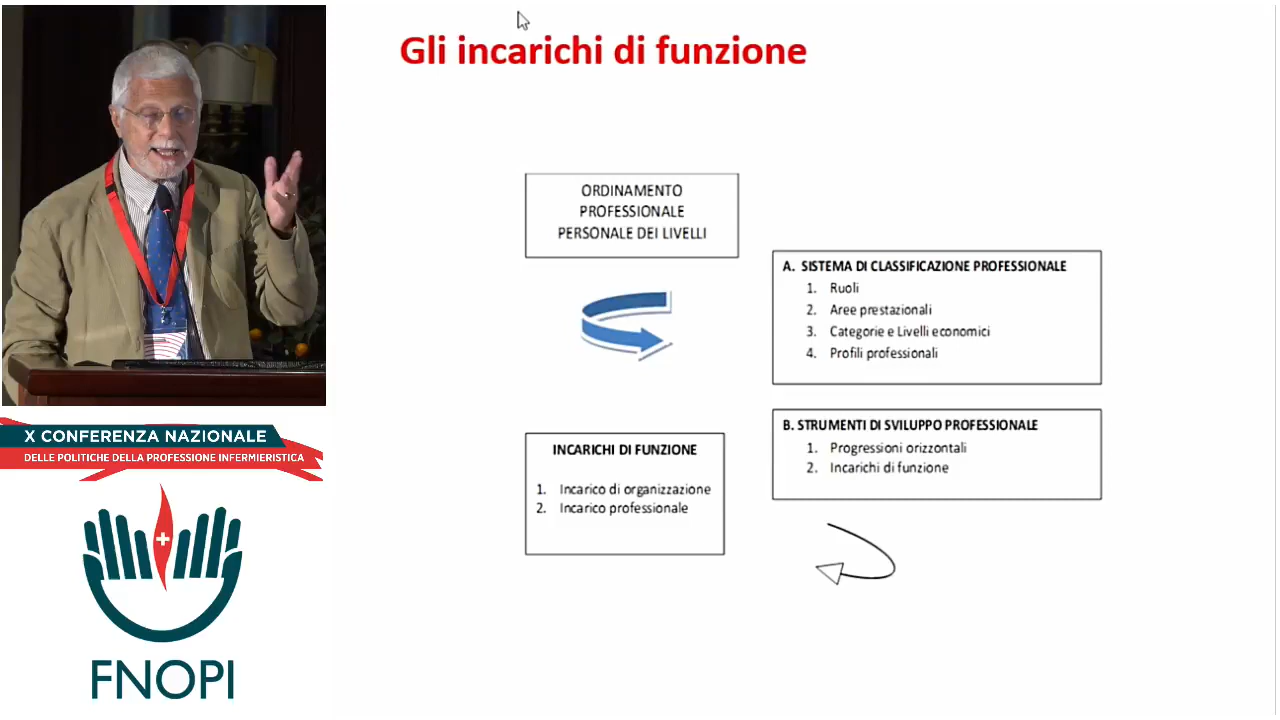 Gli incarichi di funzione
ORDINAMENTO
PROFESSIONALE
PERSONALE DEI LIVELLI
A. SISTEMA DI CLASSIFICAZIONE PROFESSIONALE
1. Ruoli
2. Aree prestazionali
3. Categorie e Livelli economici
4. Profili professionali
B. STRUMENTI DI SVILUPPO PROFESSIONALE
1. Progressioni orizzontali
2. Incarichi di funzione
INCARICHI DI FUNZIONE
1. Incarico di organizzazione
2. Incarico professionale
X CONFERENZA NAZIONALE
DELLE POLITICHE DELLA PROFESSIONE INFERMIERISTICA
FNOPI